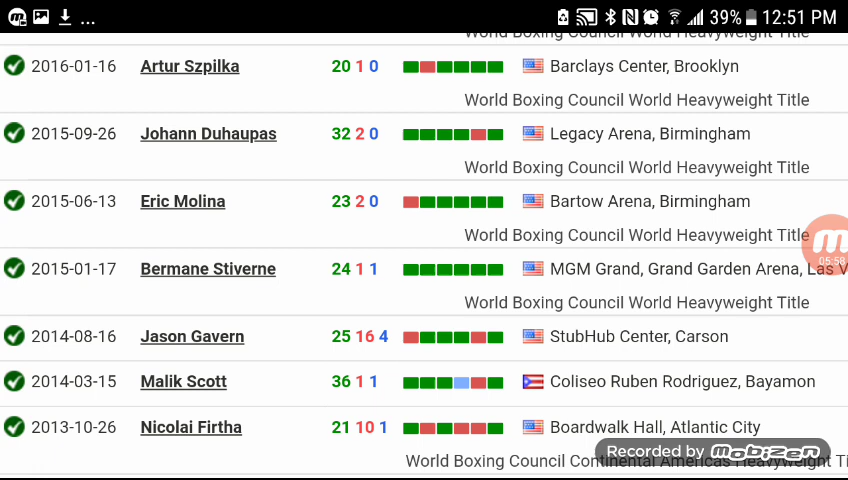 ... 39% 12:51 PM
World Boxing Council World Heavyweight Title
2016-01-16 Artur Szpilka 20 1 0 Barclays Center, Brooklyn
World Boxing Council World Heavyweight Title
2015-09-26 Johann Duhaupas 32 2 0 Legacy Arena, Birmingham
World Boxing Council World Heavyweight Title
2015-06-13 Eric Molina 23 2 0 Bartow Arena, Birmingham
World Boxing Council World Heavyweight Title
05:58
2015-01-17 Bermane Stiverne 24 1 1 MGM Grand, Grand Garden Arena, Las V
World Boxing Council World Heavyweight Title
2014-08-16 Jason Gavern 25 16 4 StubHub Center, Carson
2014-03-15 Malik Scott 36 1 1 Coliseo Ruben Rodriguez, Bayamon
2013-10-26 Nicolai Firtha 21 10 1 Boardwalk Hall, Atlantic City
Recorded by mobizen
World Boxing Council Continental Americas Heavyweight Ti